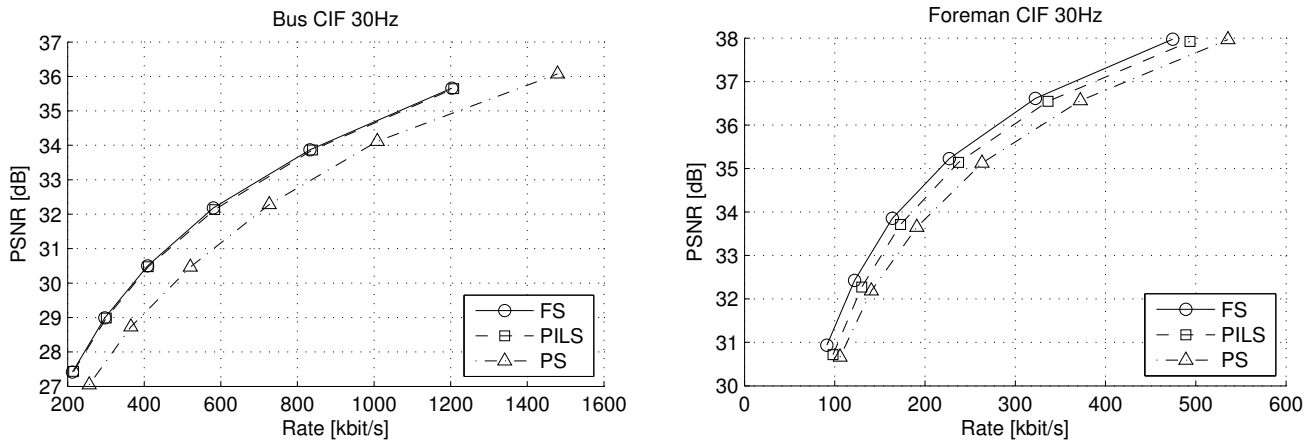 Bus CIF 30Hz
37
36
35
34
33
32
31
30
29
28
27
PSNR [dB]
200 400 600 800 1000 1200 1400 1600
Rate [kbit/s]
FS
PILS
PS
Foreman CIF 30Hz
38
37
36
35
34
33
32
31
30
PSNR [dB]
0 100 200 300 400 500 600
Rate [kbit/s]
FS
PILS
PS